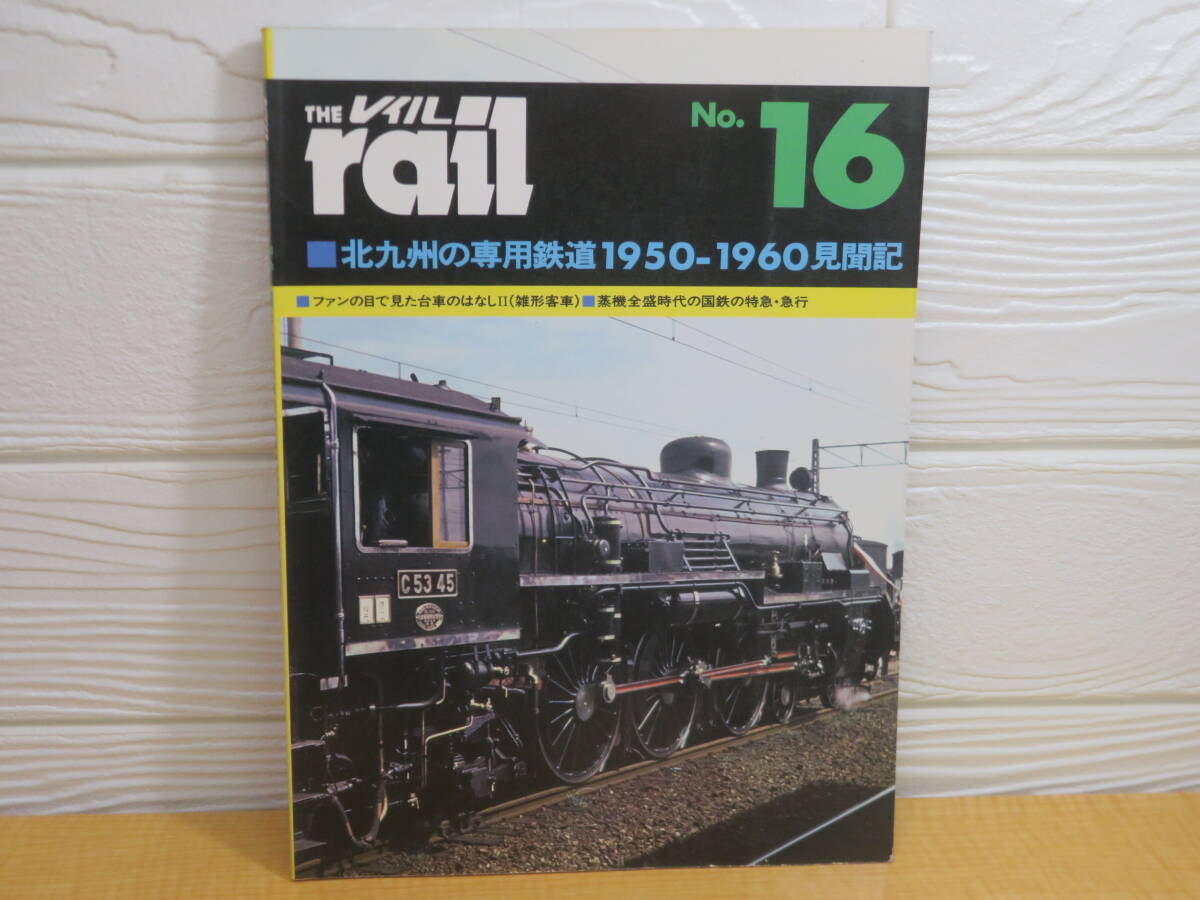 THE レイル
rail
No. 16
■北九州の専用鉄道1950-1960見聞記
■ファンの目で見た台車のはなしII(雑形客車)■蒸機全盛時代の国鉄の特急・急行
C53 45